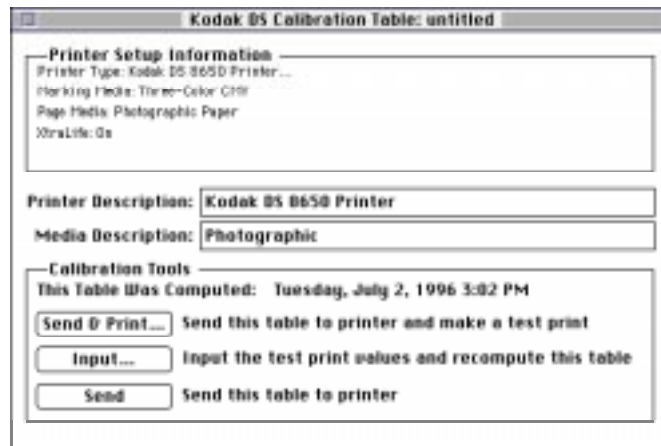 Kodak DS Calibration Table: untitled
Printer Setup Information
Printer Type: Kodak DS 8650 Printer...
Marking Media: Three-Color CMY
Page Media: Photographic Paper
XtraLife: On
Printer Description: Kodak DS 8650 Printer
Media Description: Photographic
Calibration Tools
This Table Was Computed: Tuesday, July 2, 1996 3:02 PM
Send & Print... Send this table to printer and make a test print
Input... Input the test print values and recompute this table
Send Send this table to printer